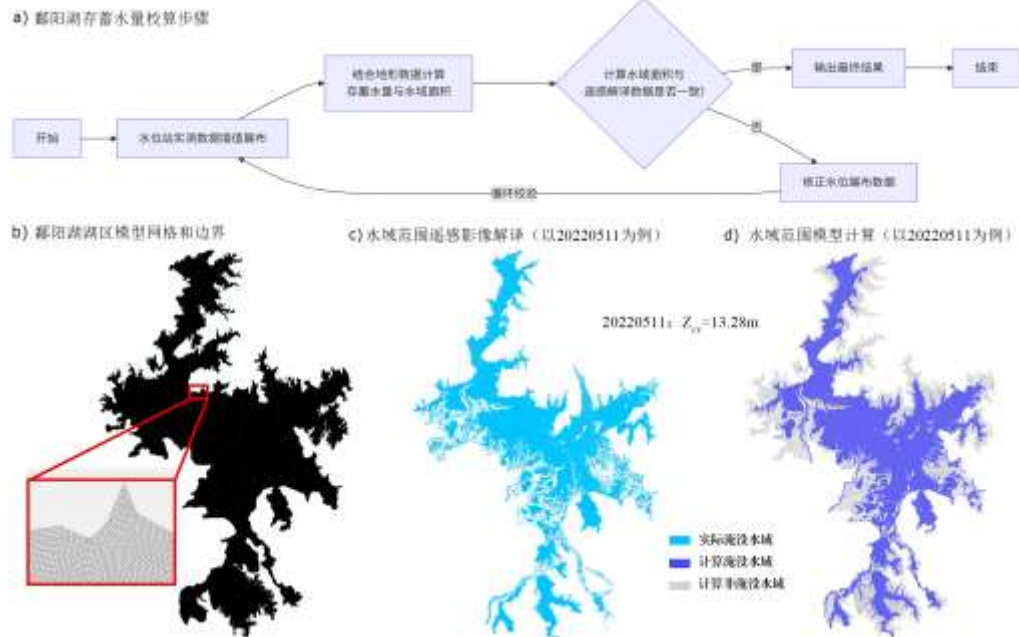 a) 鄱阳湖存蓄水量校算步骤
开始
水位站实测数据插值展布
结合地形数据计算
存蓄水量与水域面积
计算水域面积与
遥感解译数据是否一致?
是
输出最终结果
结束
否
修正水位展布数据
循环校验
b) 鄱阳湖湖区模型网格和边界
c) 水域范围遥感影像解译（以20220511为例）
d) 水域范围模型计算（以20220511为例）
20220511：Z =13.28m
实际淹没水域
计算淹没水域
计算非淹没水域